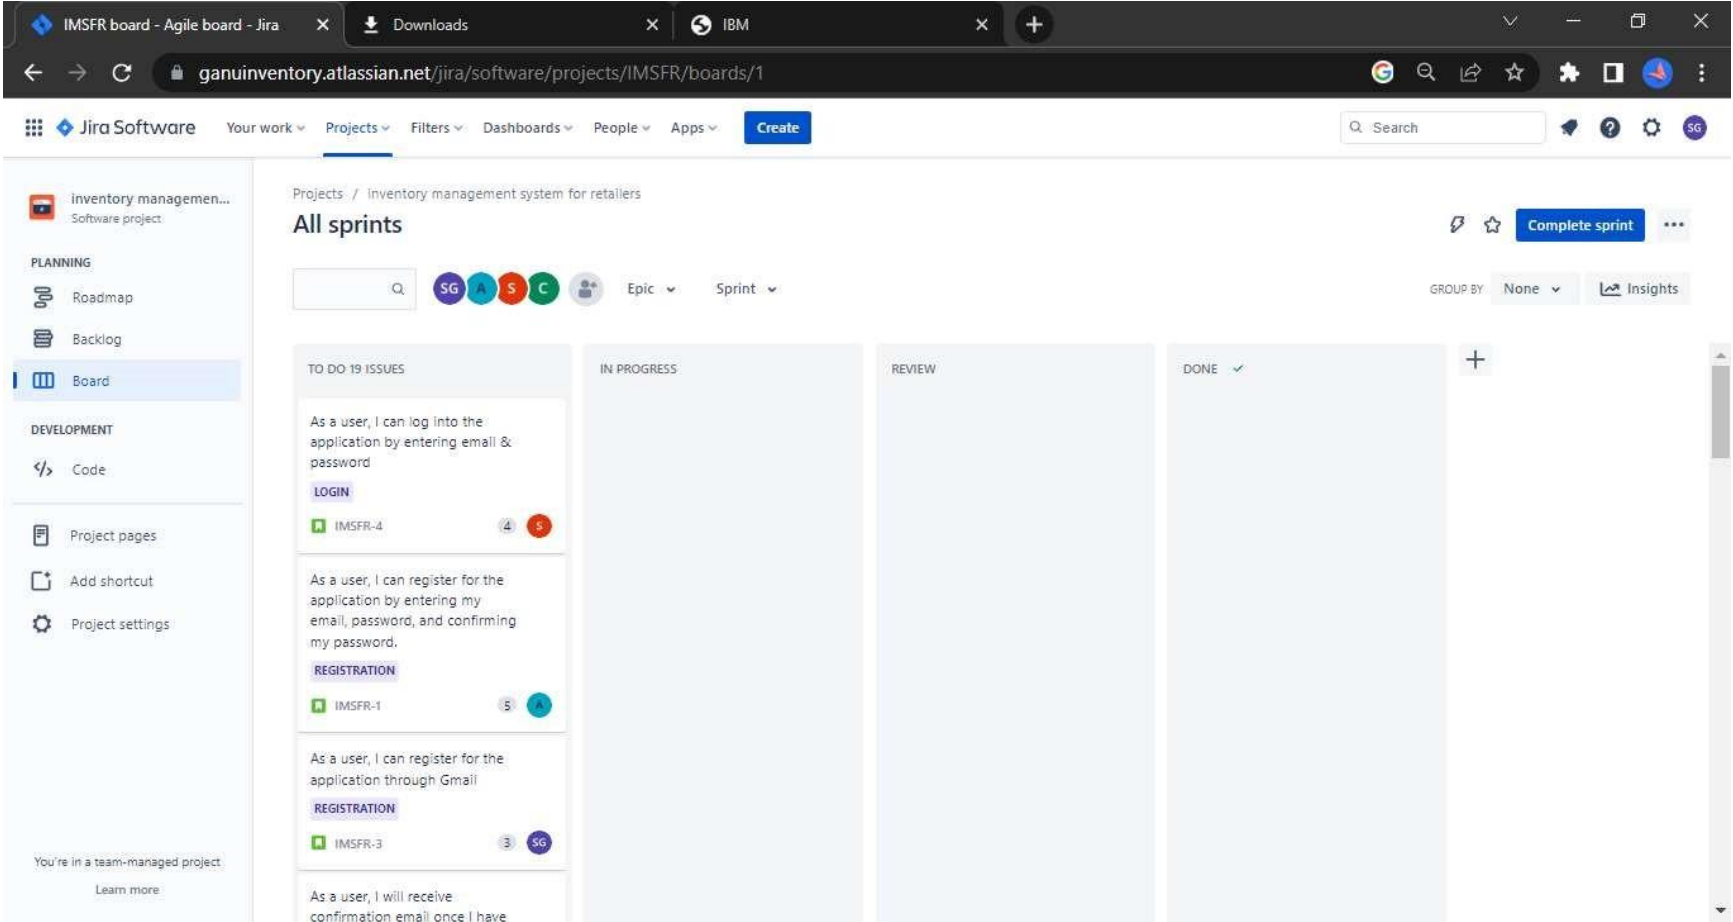 IMSFR board - Agile board - Jira
Downloads
IBM
ganuinventory.atlassian.net/jira/software/projects/IMSFR/boards/1
Jira Software
Your work
Projects
Filters
Dashboards
People
Apps
Create
Search
SG
inventory managemen...
Software project
PLANNING
Roadmap
Backlog
Board
DEVELOPMENT
Code
Project pages
Add shortcut
Project settings
You're in a team-managed project
Learn more
Projects / inventory management system for retailers
All sprints
Complete sprint
SG A S C
Epic
Sprint
GROUP BY None
Insights
TO DO 19 ISSUES
As a user, I can log into the
application by entering email &
password
LOGIN
IMSFR-4 4 S
As a user, I can register for the
application by entering my
email, password, and confirming
my password.
REGISTRATION
IMSFR-1 5 A
As a user, I can register for the
application through Gmail
REGISTRATION
IMSFR-3 3 SG
As a user, I will receive
confirmation email once I have
IN PROGRESS
REVIEW
DONE